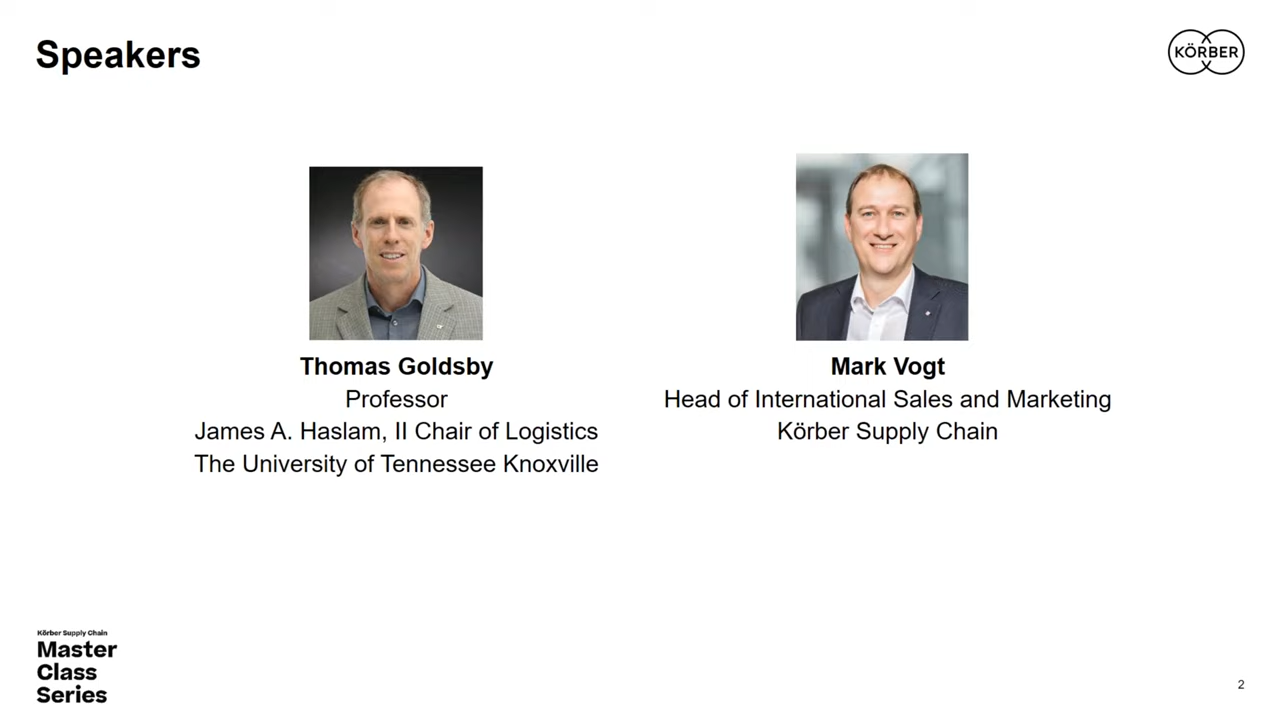 Speakers
KÖRBER
Thomas Goldsby
Professor
James A. Haslam, II Chair of Logistics
The University of Tennessee Knoxville
Mark Vogt
Head of International Sales and Marketing
Körber Supply Chain
Körber Supply Chain
Master
Class
Series
2